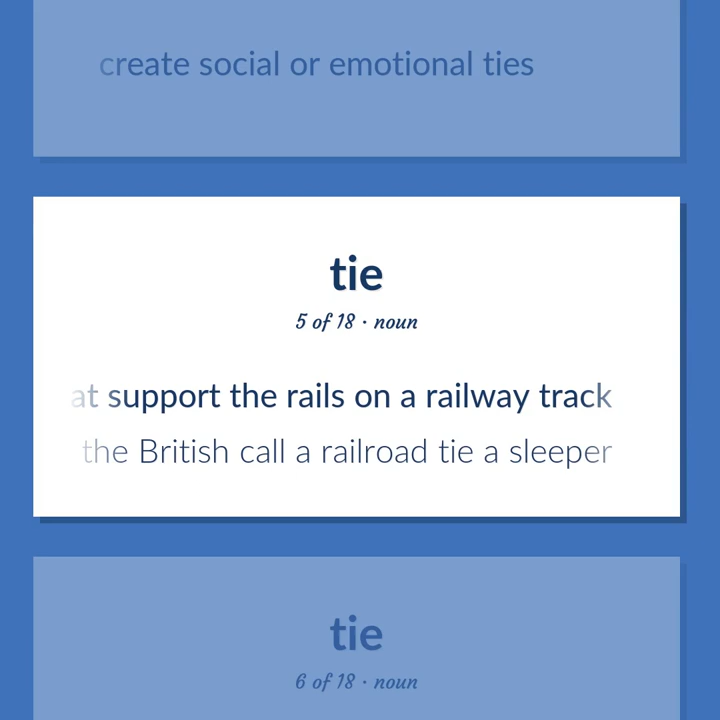 create social or emotional ties
tie
5 of 18 · noun
at support the rails on a railway track
the British call a railroad tie a sleeper
tie
6 of 18 · noun